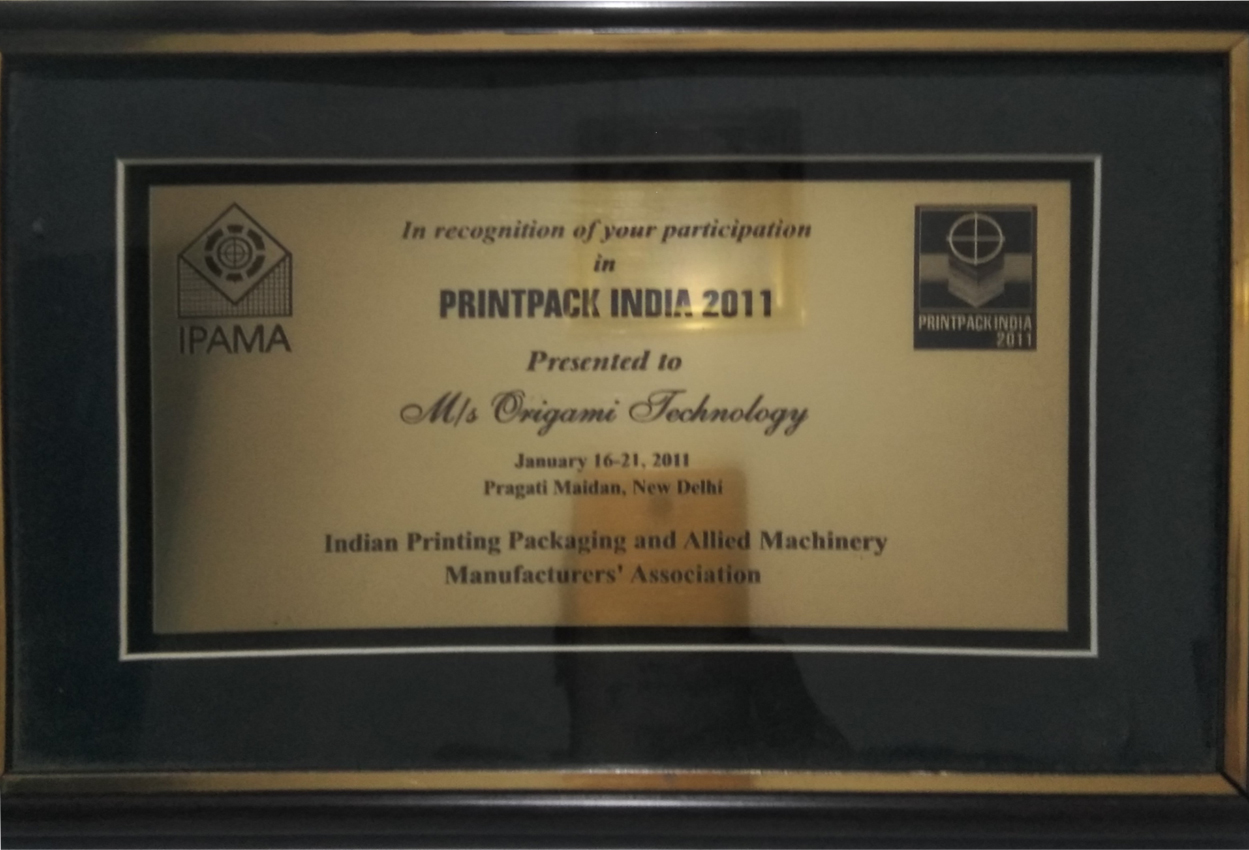 In recognition of your participation
in
PRINTPACK INDIA 2011
IPAMA
PRINTPACK INDIA
2011
Presented to
M/s Origami Technology
January 16-21, 2011
Pragati Maidan, New Delhi
Indian Printing Packaging and Allied Machinery
Manufacturers' Association